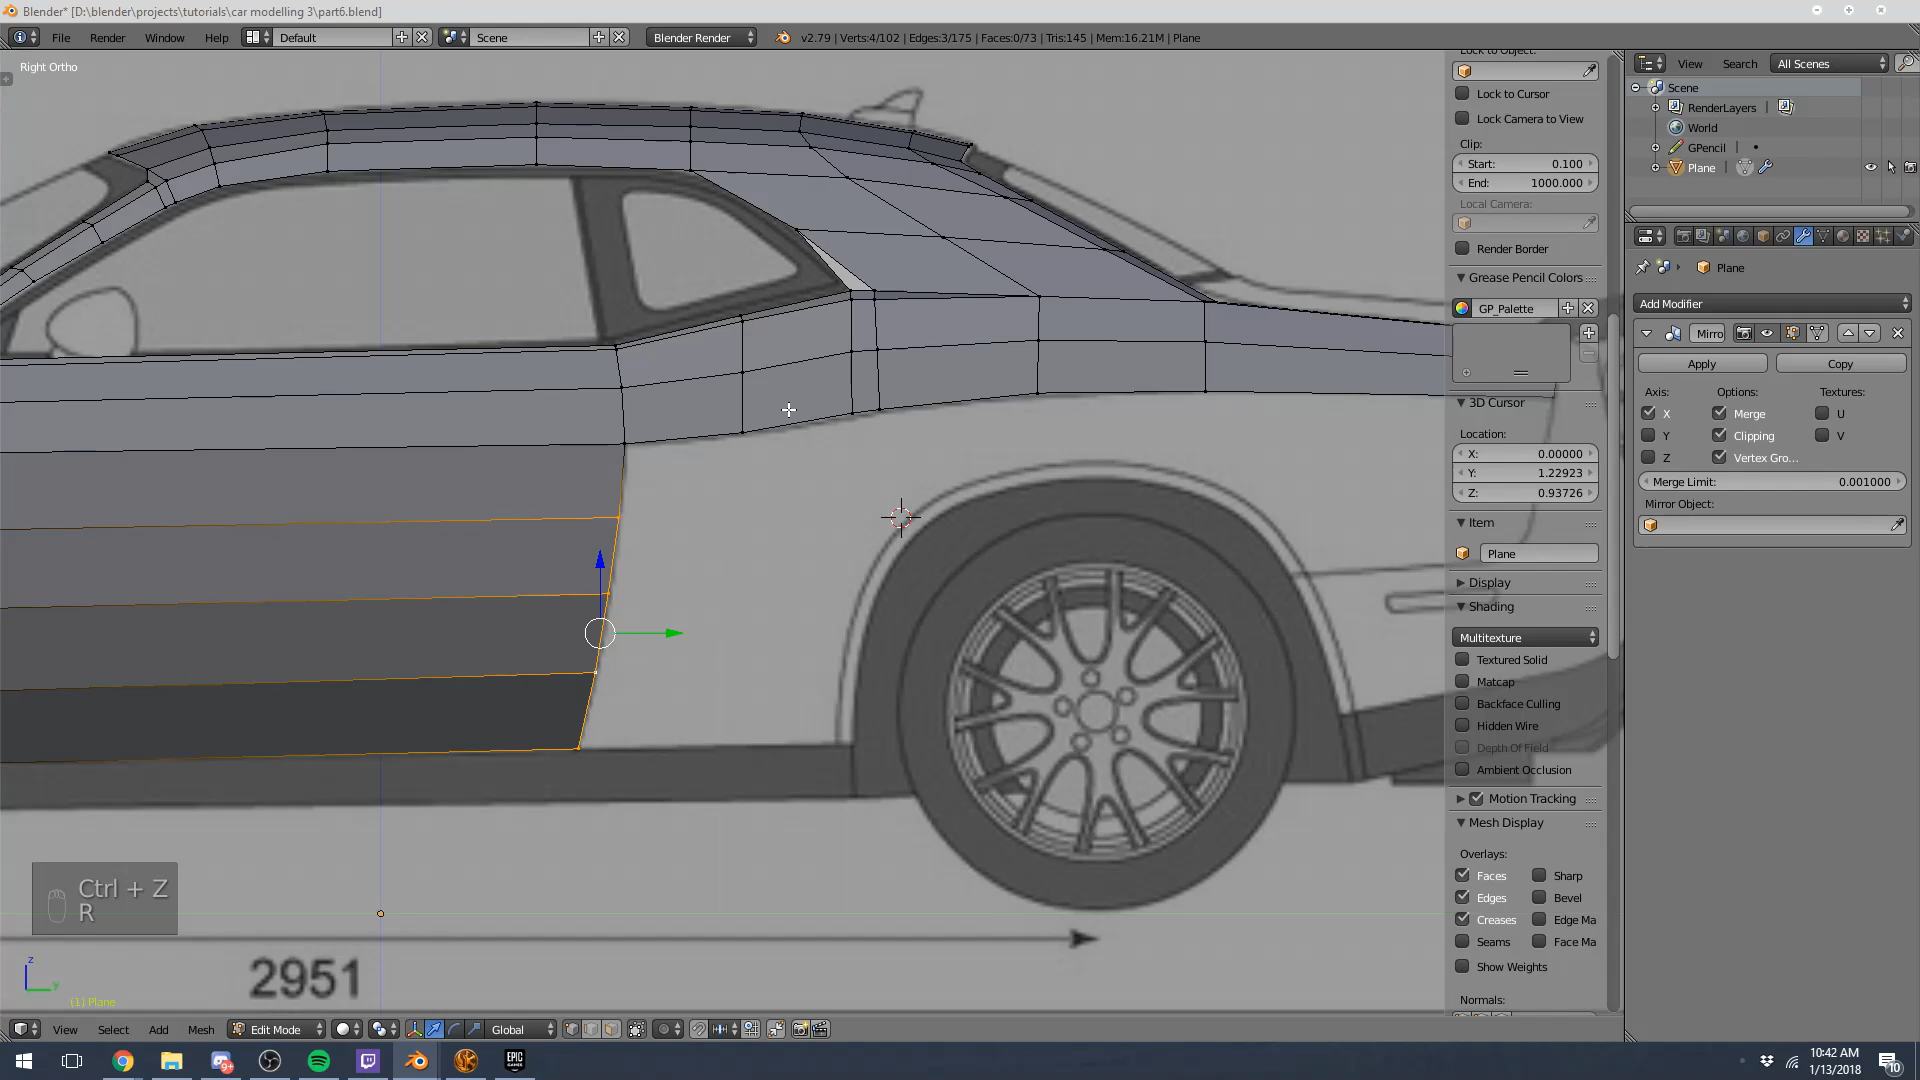 Blender* [D:\blender\projects\tutorials\car modelling 3\part6.blend]
File Render Window Help Default Scene Blender Render v2.79 | Verts:4/102 | Edges:3/175 | Faces:0/73 | Tris:145 | Mem:16.21M | Plane
Right Ortho
Lock to Object:
Lock to Cursor
Lock Camera to View
Clip:
Start: 0.100
End: 1000.000
Local Camera:
Render Border
Grease Pencil Colors
GP_Palette
3D Cursor
Location:
X: 0.00000
Y: 1.22923
Z: 0.93726
Item
Plane
Display
Shading
Multitexture
Textured Solid
Matcap
Backface Culling
Hidden Wire
Depth Of Field
Ambient Occlusion
Motion Tracking
Mesh Display
Overlays:
Faces Sharp
Edges Bevel
Creases Edge Ma
Seams Face Ma
Show Weights
Normals:
View Search All Scenes
Scene
RenderLayers
World
GPencil
Plane
Plane
Add Modifier
Mirro
Apply Copy
Axis: Options: Textures:
X Merge U
Y Clipping V
Z Vertex Gro...
Merge Limit: 0.001000
Mirror Object:
Ctrl + Z
R
2951
z
y
(1) Plane
View Select Add Mesh Edit Mode Global
9+
EPIC GAMES
10:42 AM
1/13/2018
10